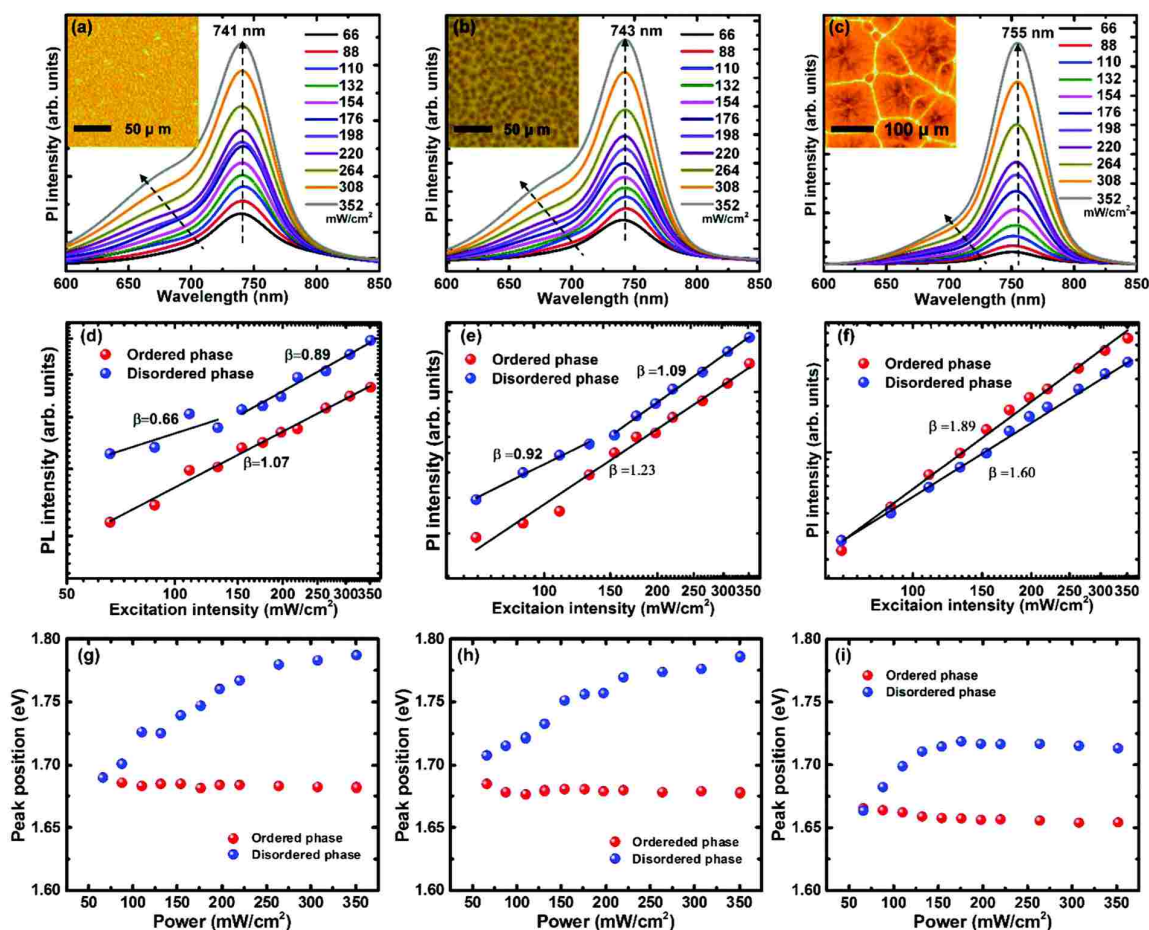 (a)
741 nm
66
88
110
132
154
176
198
220
264
308
352
mW/cm²
50 µ m
PI intensity (arb. units)
600 650 700 750 800 850
Wavelength (nm)
(b)
743 nm
66
88
110
132
154
176
198
220
264
308
352
mW/cm²
50 µ m
PI intensity (arb. units)
600 650 700 750 800 850
Wavelength (nm)
(c)
755 nm
66
88
110
132
154
176
198
220
264
308
352
mW/cm²
100 µ m
PI intensity (arb. units)
600 650 700 750 800 850
Wavelength (nm)
(d)
Ordered phase
Disordered phase
β=0.89
β=0.66
β=1.07
PL intensity (arb. units)
50 100 150 200 250 300 350
Excitation intensity (mW/cm²)
(e)
Ordered phase
Disordered phase
β=1.09
β =0.92
β =1.23
PI intensity (arb. units)
100 150 200 250 300 350
Excitaion intensity (mW/cm²)
(f)
Ordered phase
Disordered phase
β =1.89
β =1.60
PI intensity (arb. units)
100 150 200 250 300 350
Excitaion intensity (mW/cm²)
(g)
1.80
1.75
1.70
1.65
1.60
Peak position (eV)
Ordered phase
Disordered phase
50 100 150 200 250 300 350
Power (mW/cm²)
(h)
1.80
1.75
1.70
1.65
1.60
Peak position (eV)
Ordereded phase
Disordered phase
50 100 150 200 250 300 350
Power (mW/cm²)
(i)
1.80
1.75
1.70
1.65
1.60
Peak position (eV)
Ordered phase
Disordered phase
50 100 150 200 250 300 350
Power (mW/cm²)